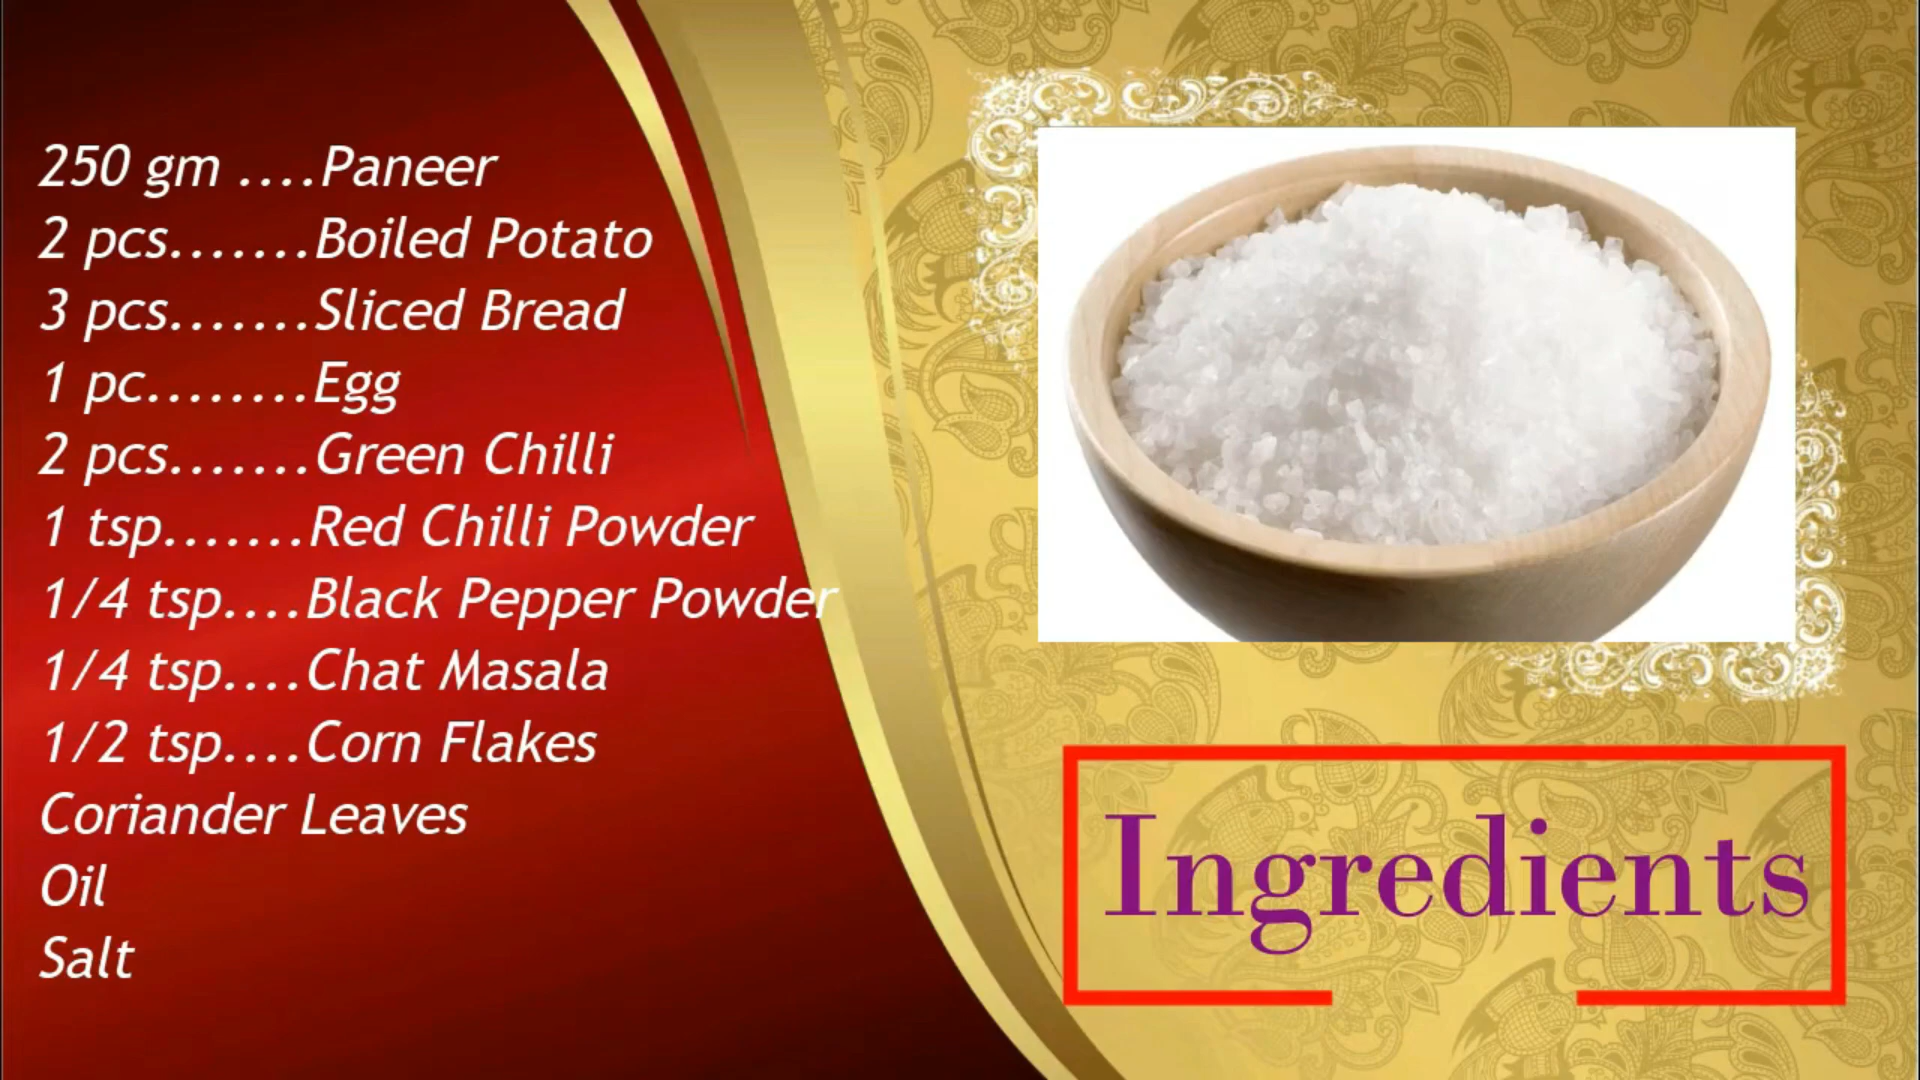 250 gm ....Paneer
2 pcs.......Boiled Potato
3 pcs.......Sliced Bread
1 pc........Egg
2 pcs.......Green Chilli
1 tsp.......Red Chilli Powder
1/4 tsp....Black Pepper Powder
1/4 tsp....Chat Masala
1/2 tsp....Corn Flakes
Coriander Leaves
Oil
Salt
Ingredients